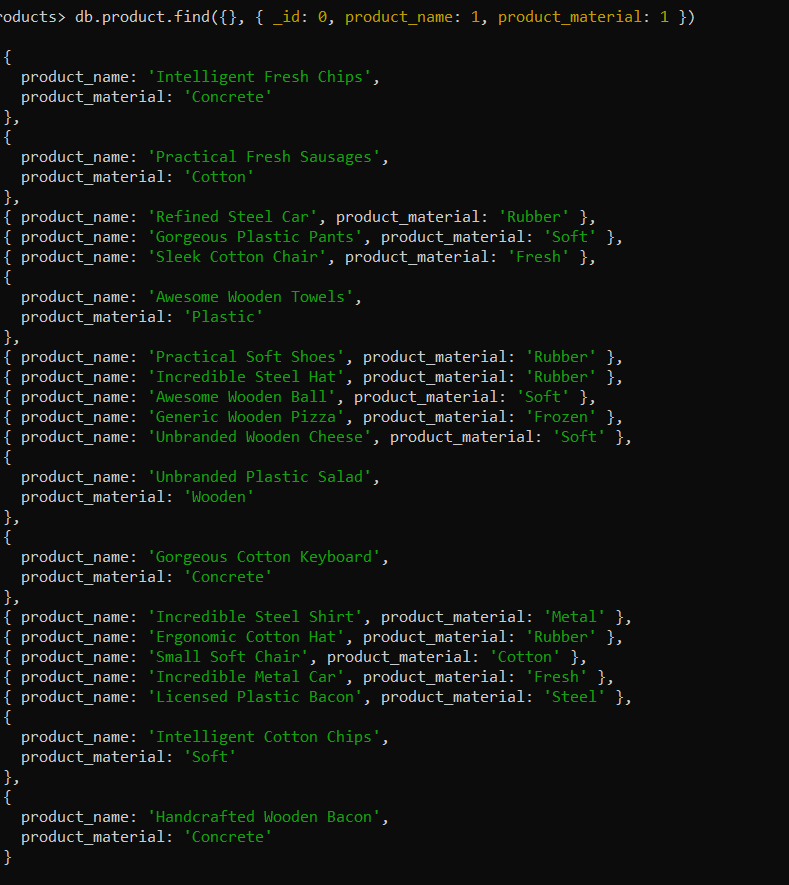 roducts> db.product.find({}, { _id: 0, product_name: 1, product_material: 1 })
{
product_name: 'Intelligent Fresh Chips',
product_material: 'Concrete'
},
{
product_name: 'Practical Fresh Sausages',
product_material: 'Cotton'
},
{ product_name: 'Refined Steel Car', product_material: 'Rubber' },
{ product_name: 'Gorgeous Plastic Pants', product_material: 'Soft' },
{ product_name: 'Sleek Cotton Chair', product_material: 'Fresh' },
{
product_name: 'Awesome Wooden Towels',
product_material: 'Plastic'
},
{ product_name: 'Practical Soft Shoes', product_material: 'Rubber' },
{ product_name: 'Incredible Steel Hat', product_material: 'Rubber' },
{ product_name: 'Awesome Wooden Ball', product_material: 'Soft' },
{ product_name: 'Generic Wooden Pizza', product_material: 'Frozen' },
{ product_name: 'Unbranded Wooden Cheese', product_material: 'Soft' },
{
product_name: 'Unbranded Plastic Salad',
product_material: 'Wooden'
},
{
product_name: 'Gorgeous Cotton Keyboard',
product_material: 'Concrete'
},
{ product_name: 'Incredible Steel Shirt', product_material: 'Metal' },
{ product_name: 'Ergonomic Cotton Hat', product_material: 'Rubber' },
{ product_name: 'Small Soft Chair', product_material: 'Cotton' },
{ product_name: 'Incredible Metal Car', product_material: 'Fresh' },
{ product_name: 'Licensed Plastic Bacon', product_material: 'Steel' },
{
product_name: 'Intelligent Cotton Chips',
product_material: 'Soft'
},
{
product_name: 'Handcrafted Wooden Bacon',
product_material: 'Concrete'
}